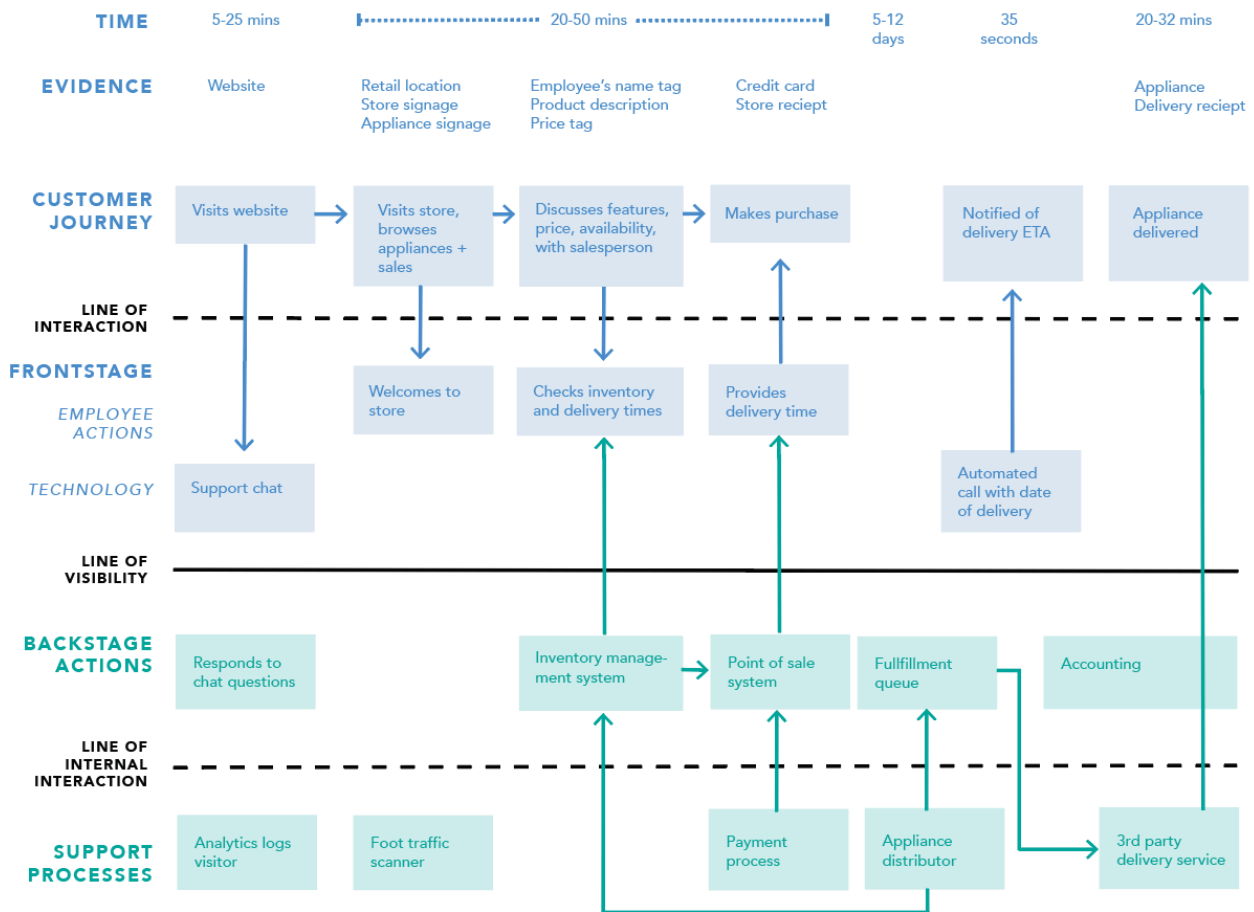 TIME
5-25 mins
20-50 mins
5-12
days
35
seconds
20-32 mins
EVIDENCE
Website
Retail location
Store signage
Appliance signage
Employee's name tag
Product description
Price tag
Credit card
Store reciept
Appliance
Delivery reciept
CUSTOMER
JOURNEY
Visits website
Visits store,
browses
appliances +
sales
Discusses features,
price, availability,
with salesperson
Makes purchase
Notified of
delivery ETA
Appliance
delivered
LINE OF
INTERACTION
FRONTSTAGE
EMPLOYEE
ACTIONS
Welcomes to
store
Checks inventory
and delivery times
Provides
delivery time
TECHNOLOGY
Support chat
Automated
call with date
of delivery
LINE OF
VISIBILITY
BACKSTAGE
ACTIONS
Responds to
chat questions
Inventory manage-
ment system
Point of sale
system
Fullfillment
queue
Accounting
LINE OF
INTERNAL
INTERACTION
SUPPORT
PROCESSES
Analytics logs
visitor
Foot traffic
scanner
Payment
process
Appliance
distributor
3rd party
delivery service